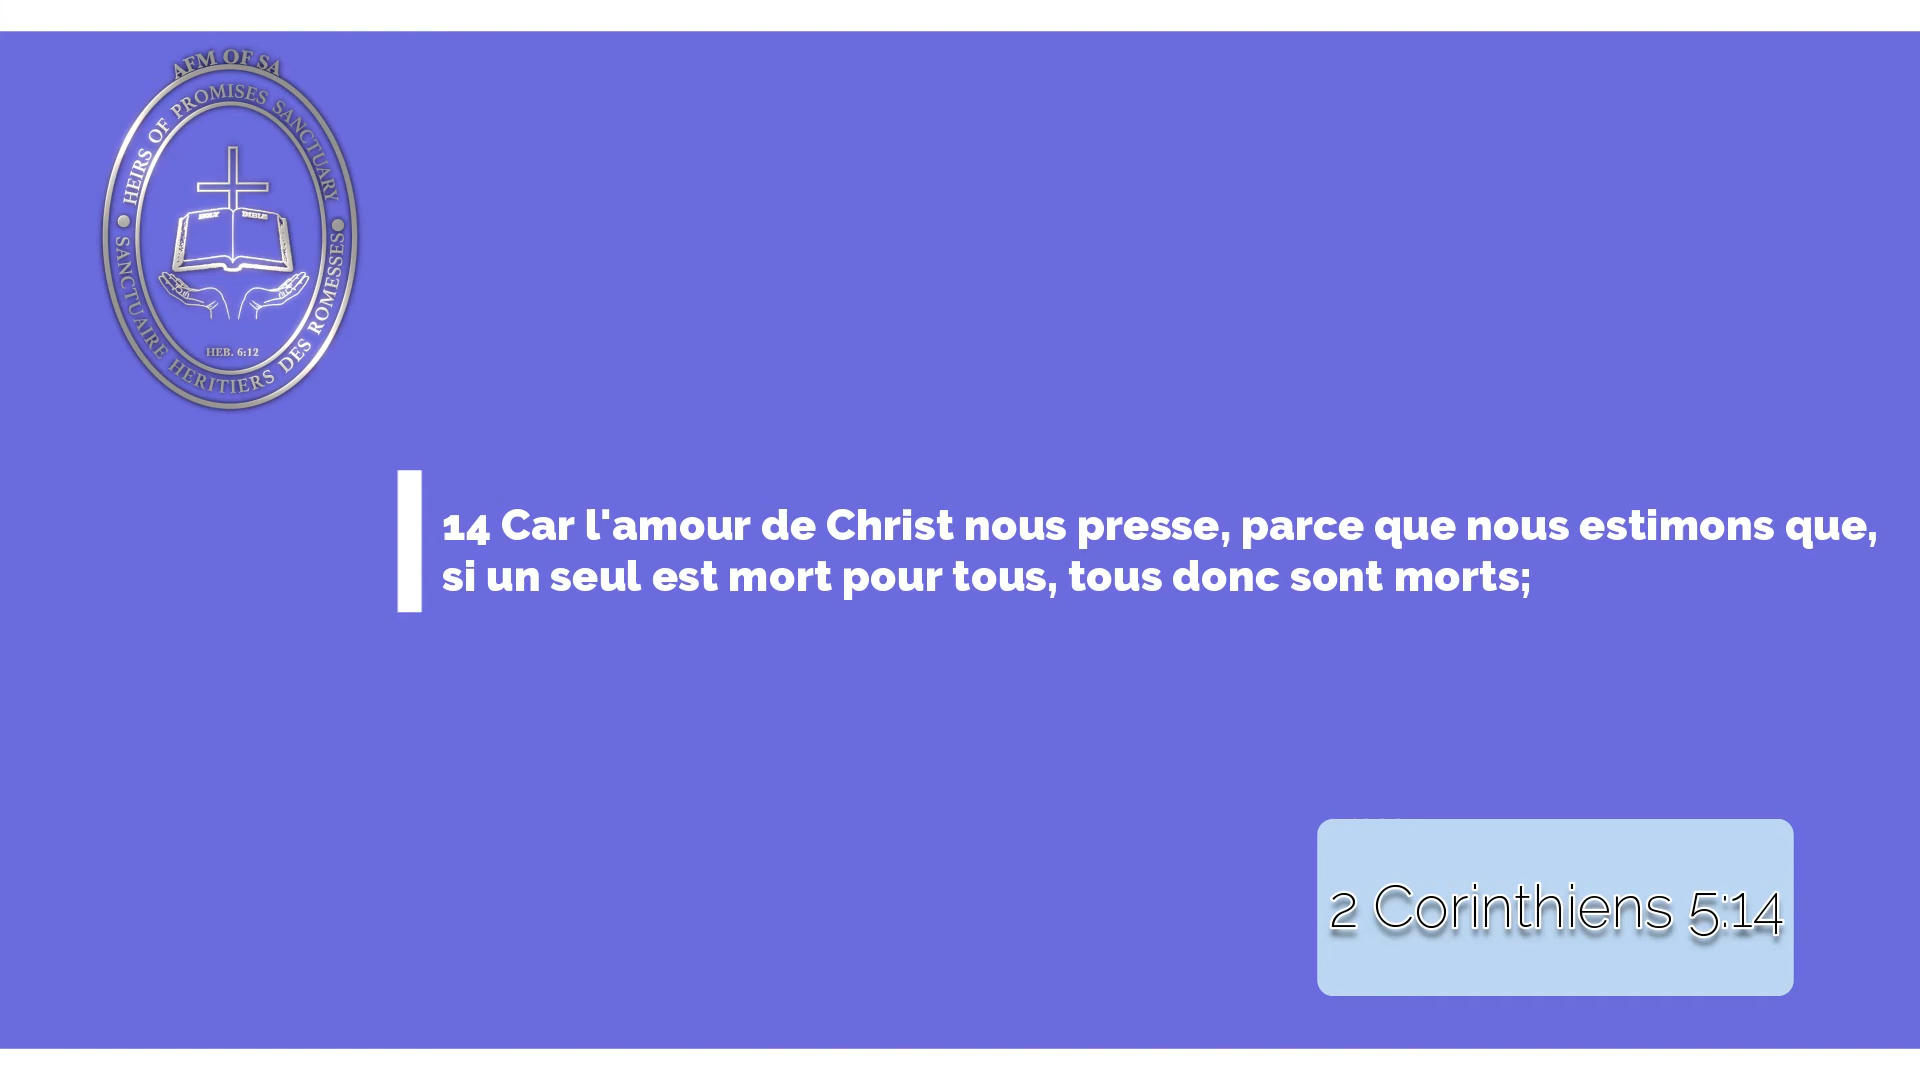 AFM OF SA
HEIRS OF PROMISES SANCTUARY
HOLY BIBLE
HEB. 6:12
SANCTUAIRE HERITIERS DES ROMESSES
14 Car l'amour de Christ nous presse, parce que nous estimons que,
si un seul est mort pour tous, tous donc sont morts;
2 Corinthiens 5:14